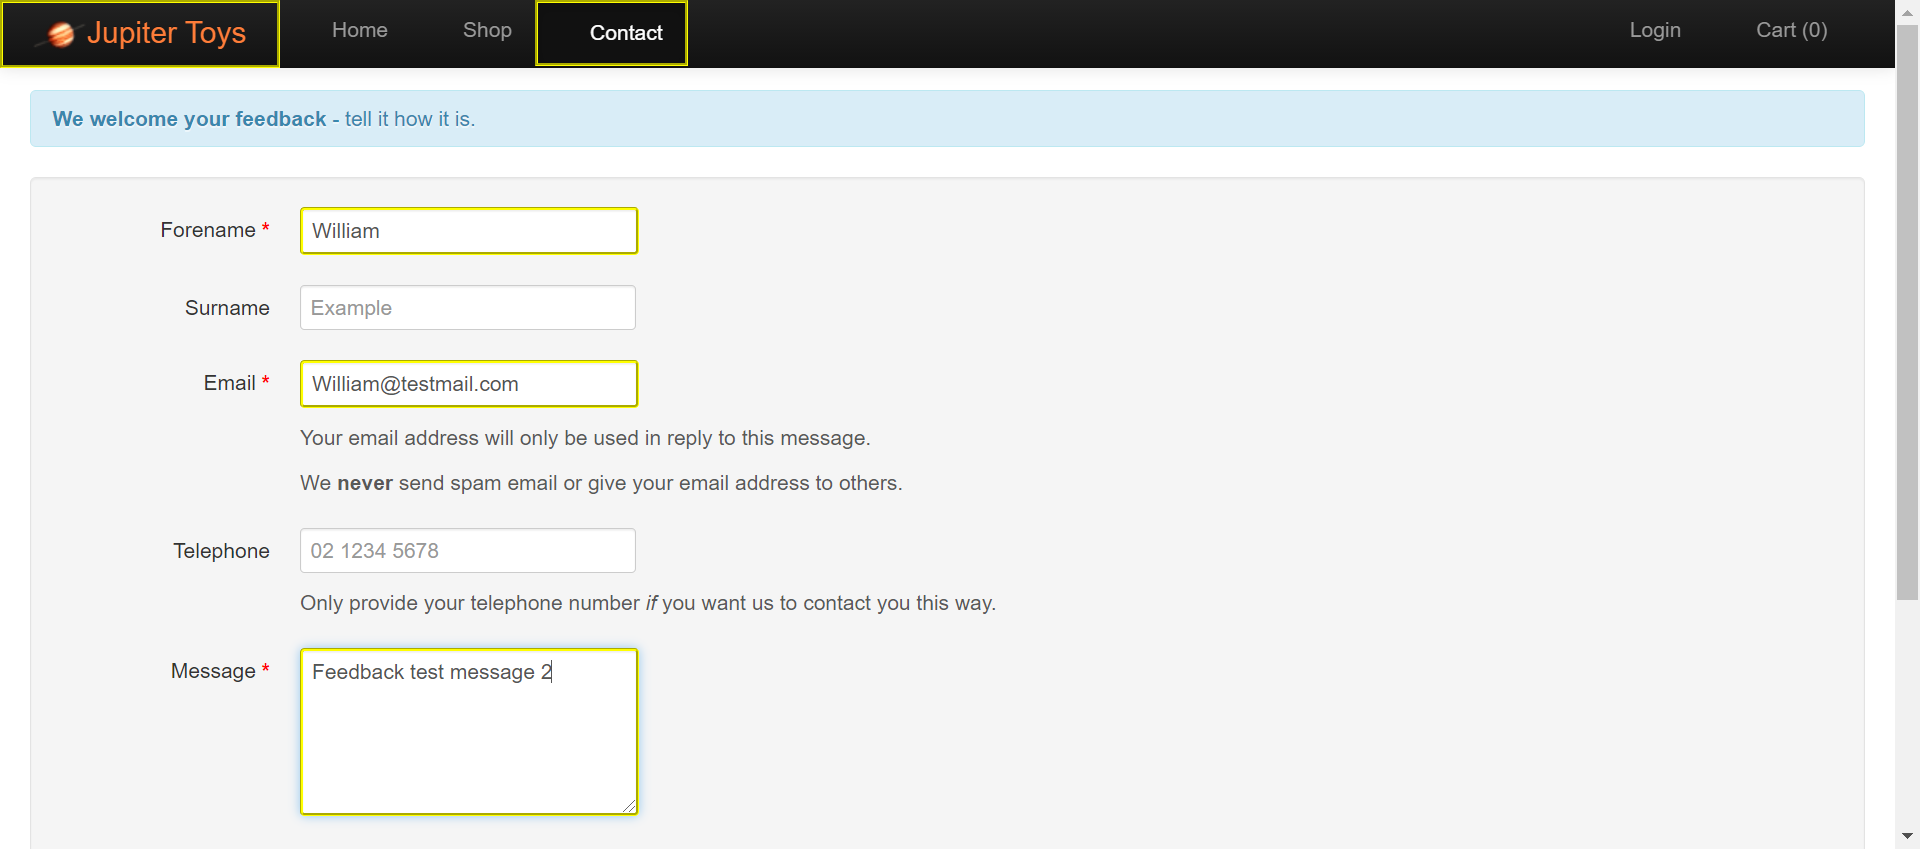 Jupiter Toys
Home
Shop
Contact
Login
Cart (0)
We welcome your feedback - tell it how it is.
Forename *
William
Surname
Example
Email *
William@testmail.com
Your email address will only be used in reply to this message.
We never send spam email or give your email address to others.
Telephone
02 1234 5678
Only provide your telephone number if you want us to contact you this way.
Message *
Feedback test message 2